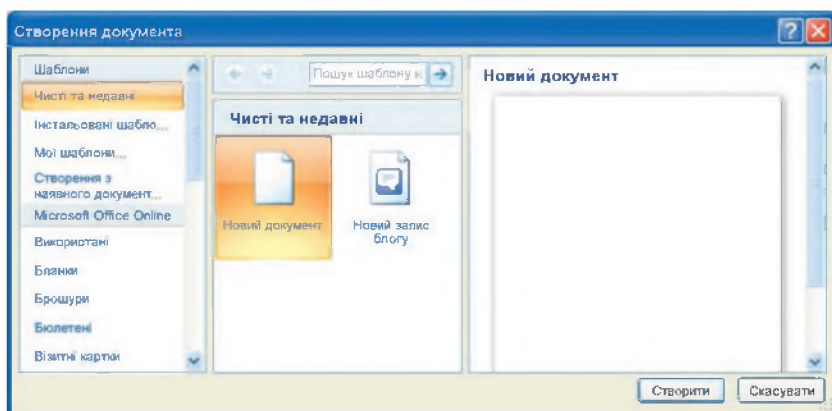 Створення документа
Шаблони
Чисті та недавні
Інстальовані шабло...
Мої шаблони...
Створення з
наявного документ...
Microsoft Office Online
Використані
Бланки
Брошури
Бюлетені
Візитні картки
Пошук шаблону
Чисті та недавні
Новий документ
Новий запис
блогу
Новий документ
Створити
Скасувати